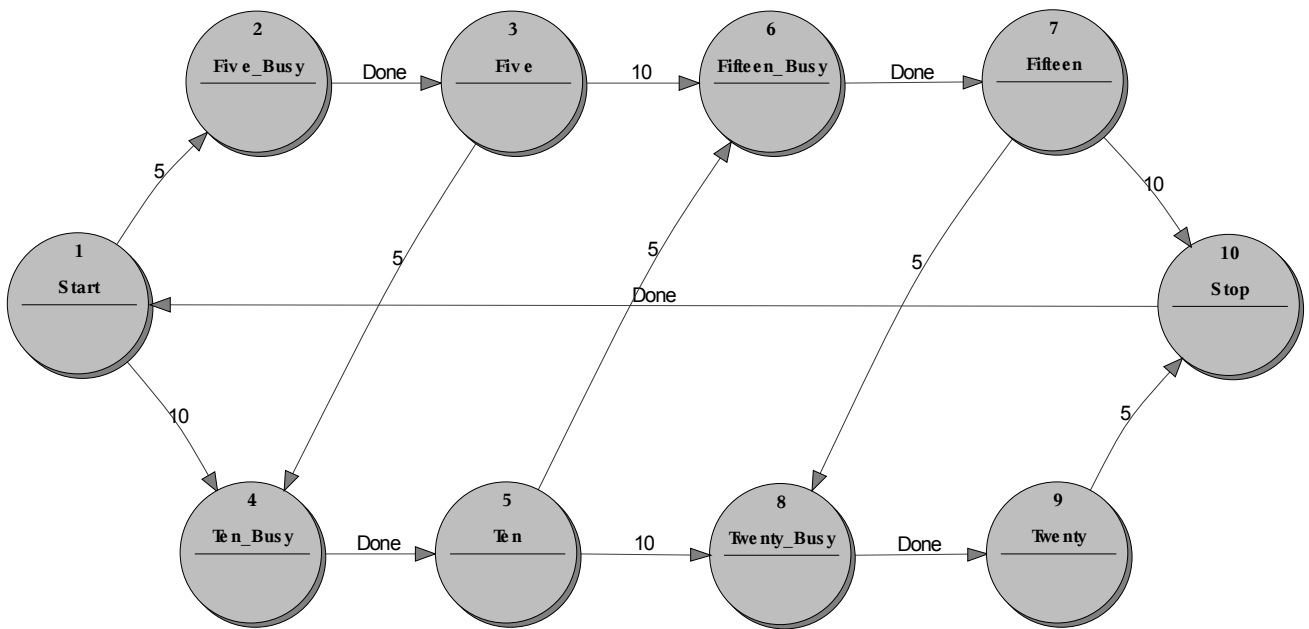 2
Five_Busy
Done
3
Five
10
6
Fifteen_Busy
Done
7
Fifteen
5
10
1
Start
5
5
5
10
Stop
Done
10
5
4
Ten_Busy
Done
5
Ten
10
8
Twenty_Busy
Done
9
Twenty